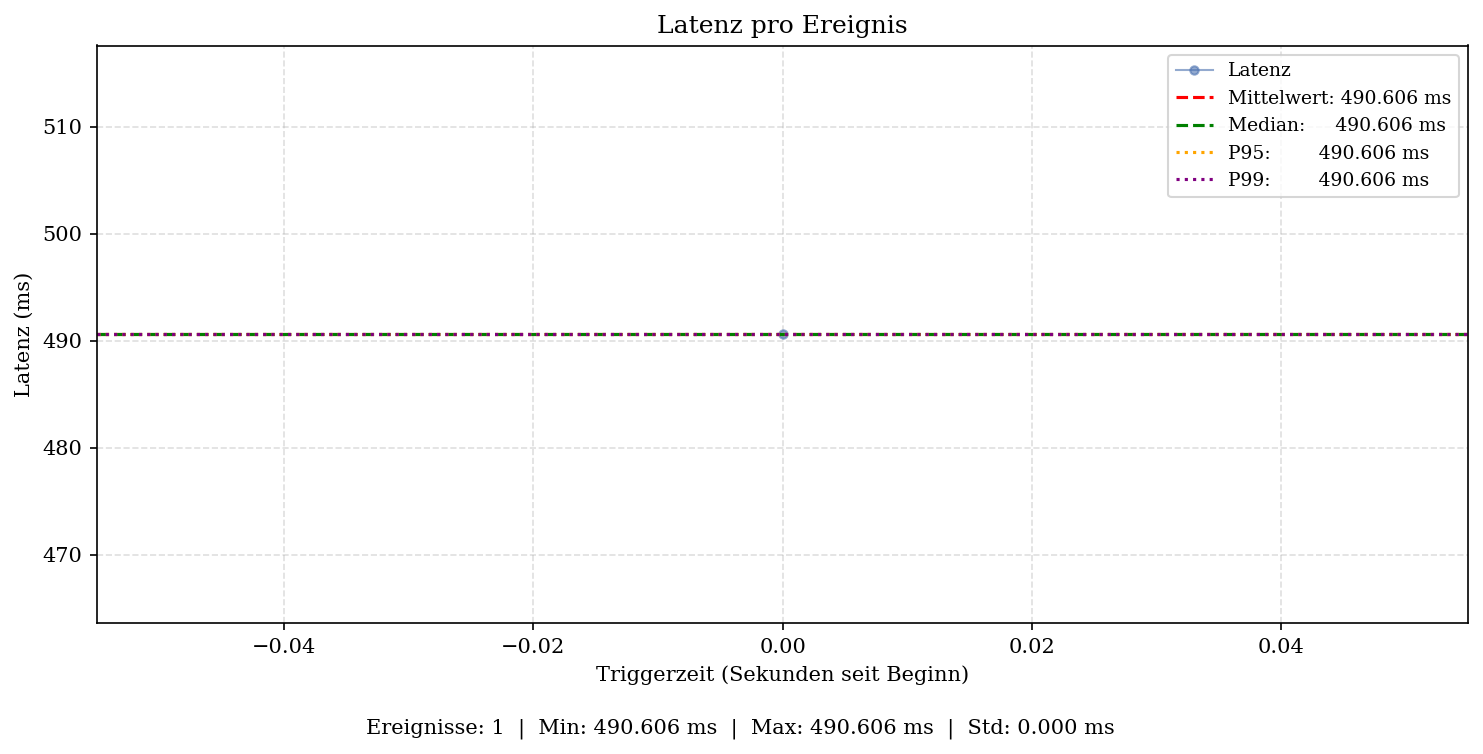 Latenz pro Ereignis
Latenz (ms)
510
500
490
480
470
Latenz
Mittelwert: 490.606 ms
Median: 490.606 ms
P95: 490.606 ms
P99: 490.606 ms
−0.04 −0.02 0.00 0.02 0.04
Triggerzeit (Sekunden seit Beginn)
Ereignisse: 1 | Min: 490.606 ms | Max: 490.606 ms | Std: 0.000 ms